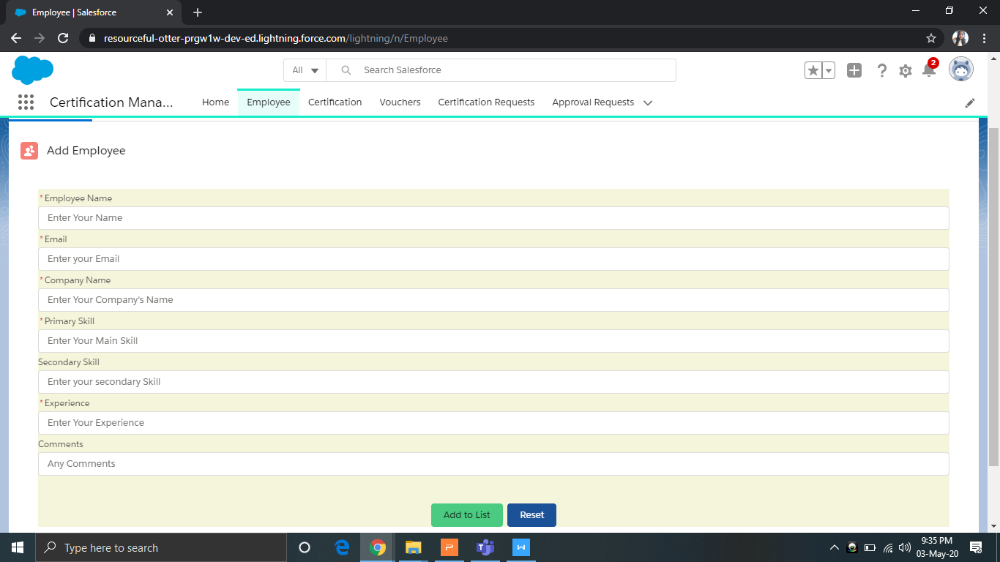 Employee | Salesforce
resourceful-otter-prgw1w-dev-ed.lightning.force.com/lightning/n/Employee
All
Search Salesforce
2
Certification Mana...
Home
Employee
Certification
Vouchers
Certification Requests
Approval Requests
Add Employee
* Employee Name
Enter Your Name
* Email
Enter your Email
* Company Name
Enter Your Company's Name
* Primary Skill
Enter Your Main Skill
Secondary Skill
Enter your secondary Skill
* Experience
Enter Your Experience
Comments
Any Comments
Add to List
Reset
Type here to search
9:35 PM
03-May-20